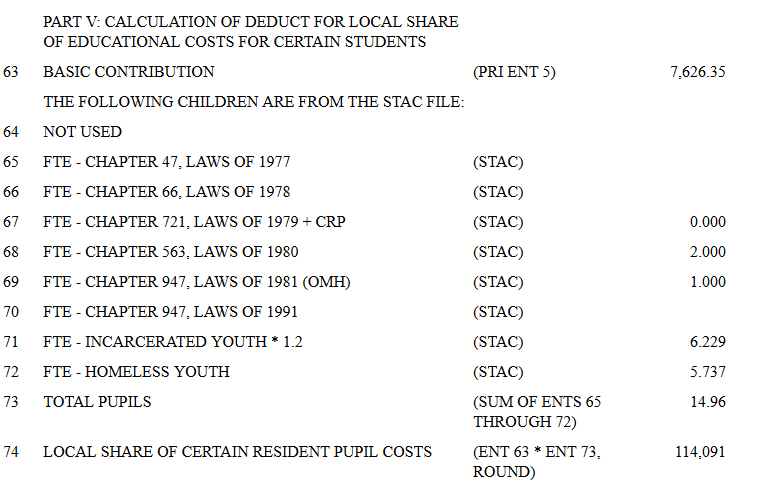 PART V: CALCULATION OF DEDUCT FOR LOCAL SHARE
OF EDUCATIONAL COSTS FOR CERTAIN STUDENTS
63 BASIC CONTRIBUTION (PRI ENT 5) 7,626.35
THE FOLLOWING CHILDREN ARE FROM THE STAC FILE:
64 NOT USED
65 FTE - CHAPTER 47, LAWS OF 1977 (STAC)
66 FTE - CHAPTER 66, LAWS OF 1978 (STAC)
67 FTE - CHAPTER 721, LAWS OF 1979 + CRP (STAC) 0.000
68 FTE - CHAPTER 563, LAWS OF 1980 (STAC) 2.000
69 FTE - CHAPTER 947, LAWS OF 1981 (OMH) (STAC) 1.000
70 FTE - CHAPTER 947, LAWS OF 1991 (STAC)
71 FTE - INCARCERATED YOUTH * 1.2 (STAC) 6.229
72 FTE - HOMELESS YOUTH (STAC) 5.737
73 TOTAL PUPILS (SUM OF ENTS 65 14.96
THROUGH 72)
74 LOCAL SHARE OF CERTAIN RESIDENT PUPIL COSTS (ENT 63 * ENT 73, 114,091
ROUND)